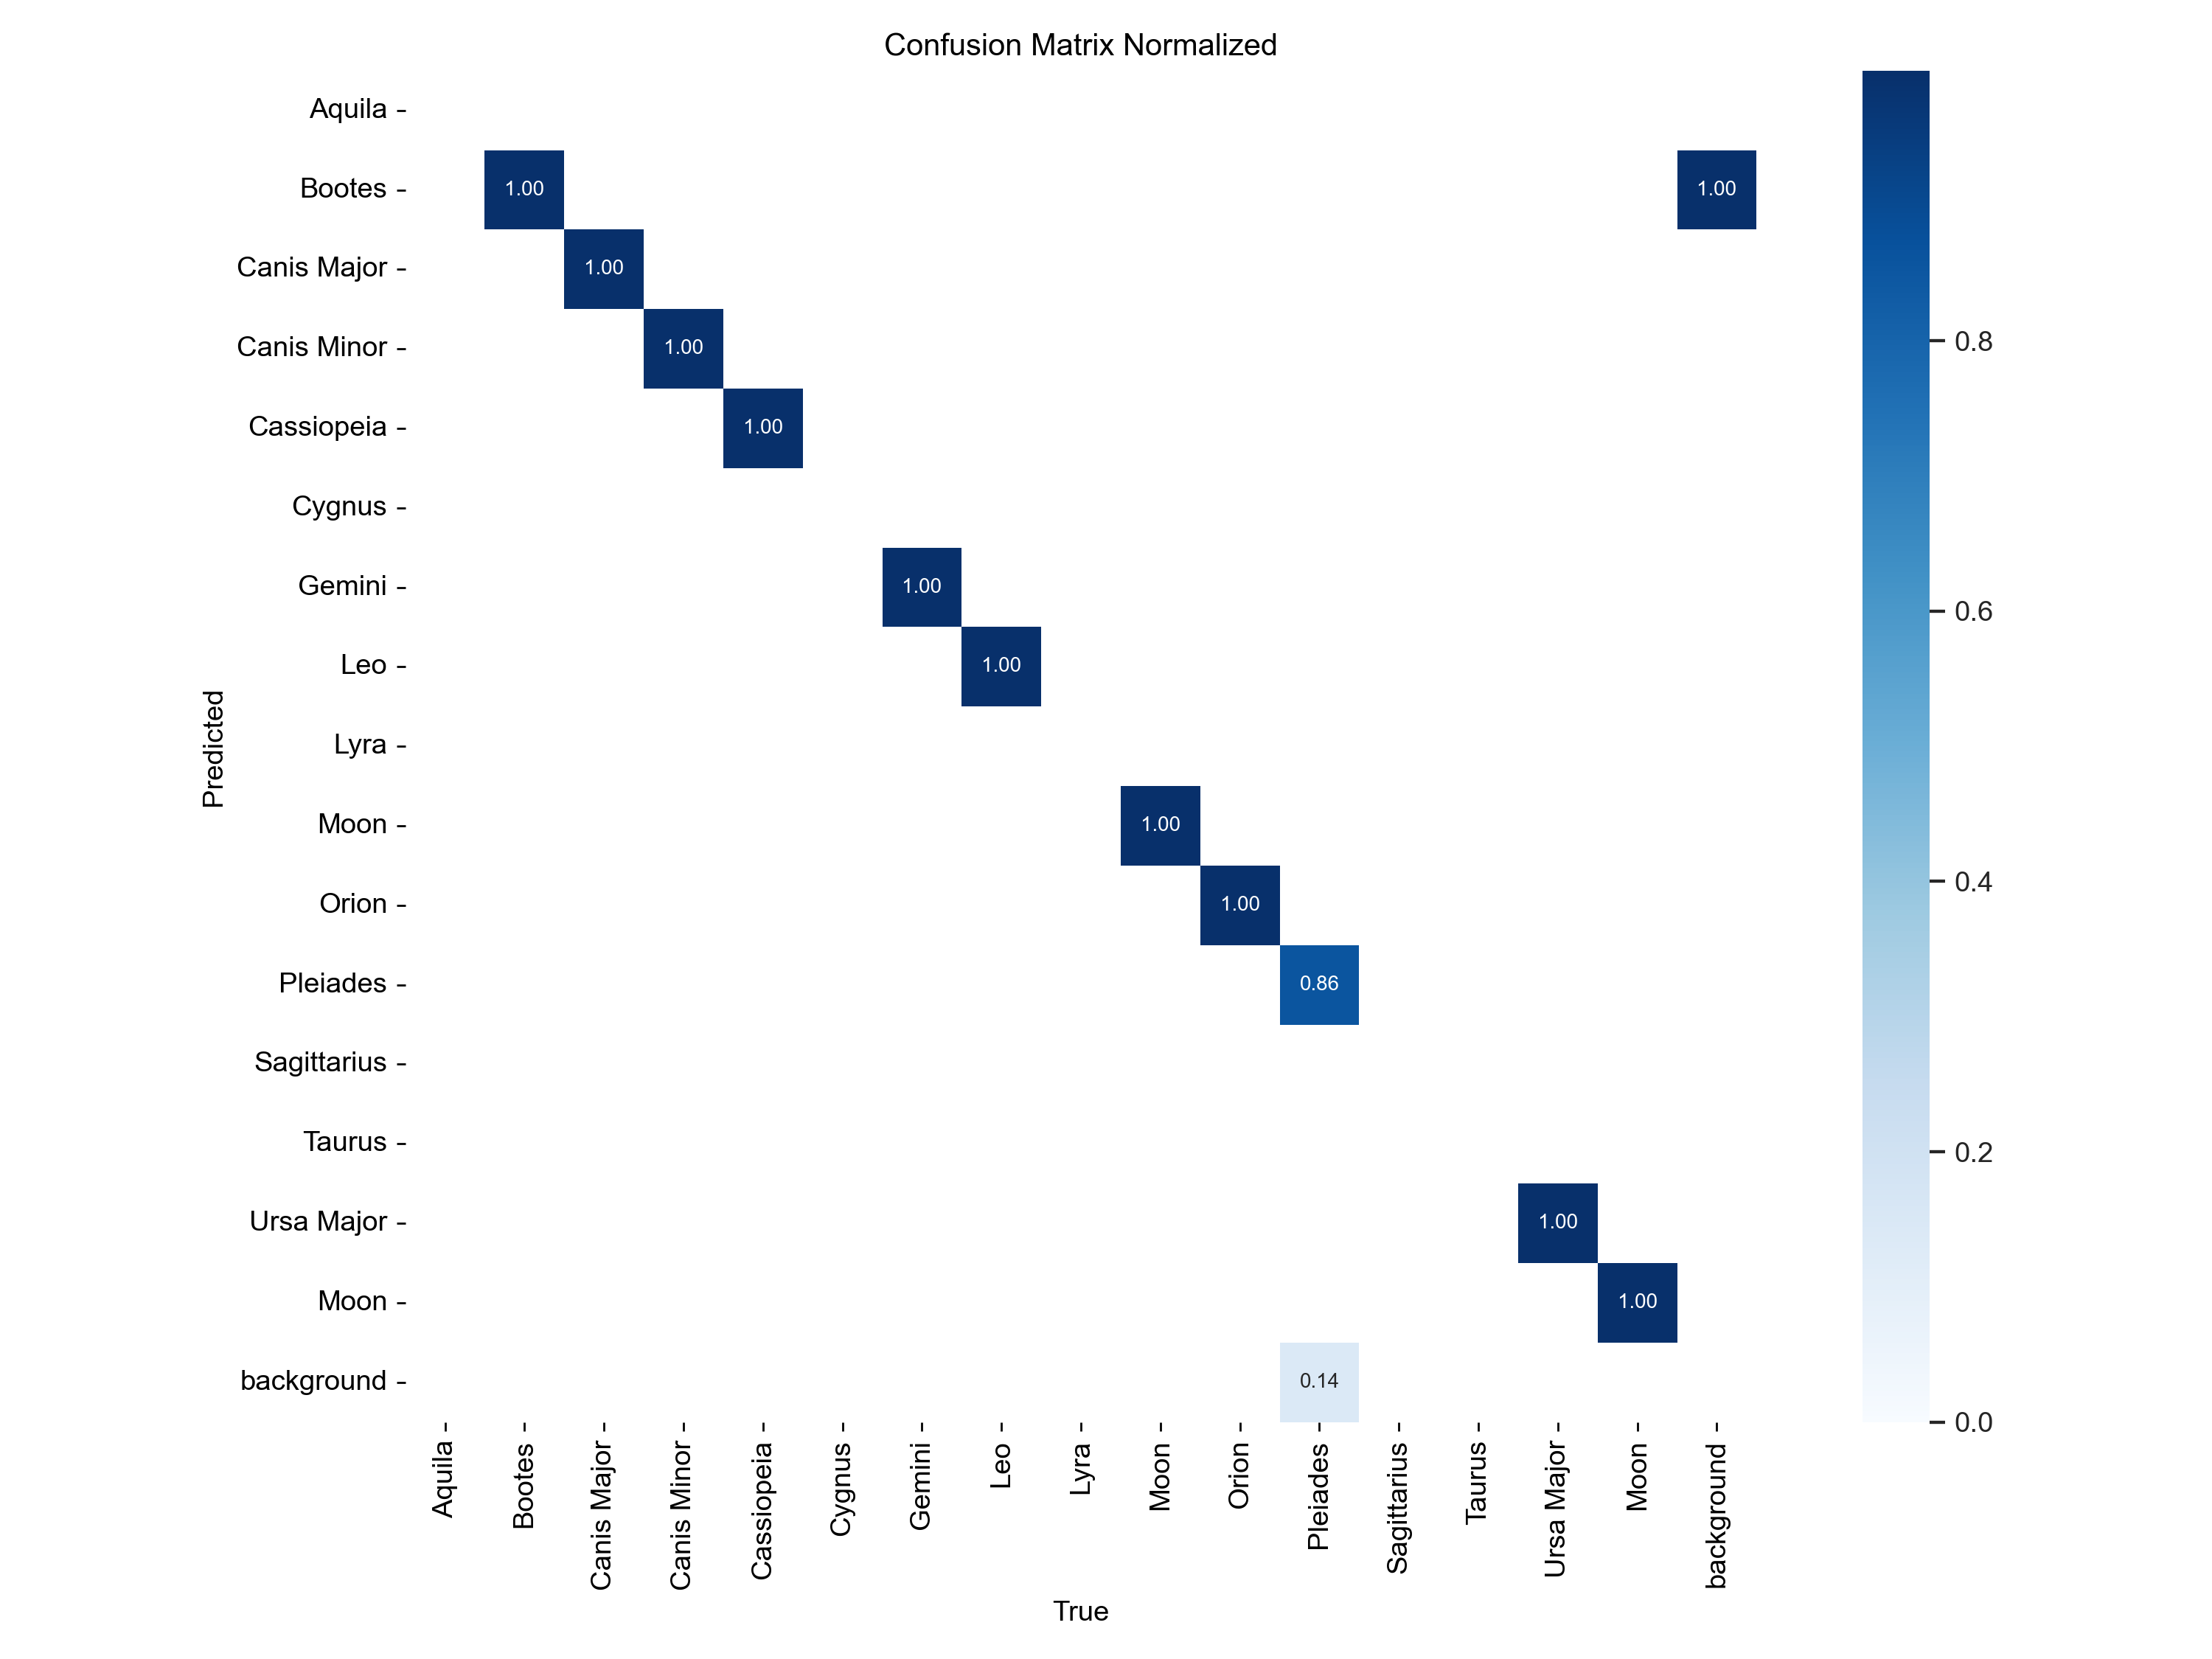 Confusion Matrix Normalized
Aquila
Bootes
1.00
1.00
Canis Major
1.00
Canis Minor
1.00
Cassiopeia
1.00
Cygnus
Gemini
1.00
Leo
1.00
Lyra
Moon
1.00
Orion
1.00
Pleiades
0.86
Sagittarius
Taurus
Ursa Major
1.00
Moon
1.00
background
0.14
Predicted
Aquila
Bootes
Canis Major
Canis Minor
Cassiopeia
Cygnus
Gemini
Leo
Lyra
Moon
Orion
Pleiades
Sagittarius
Taurus
Ursa Major
Moon
background
True
0.8
0.6
0.4
0.2
0.0